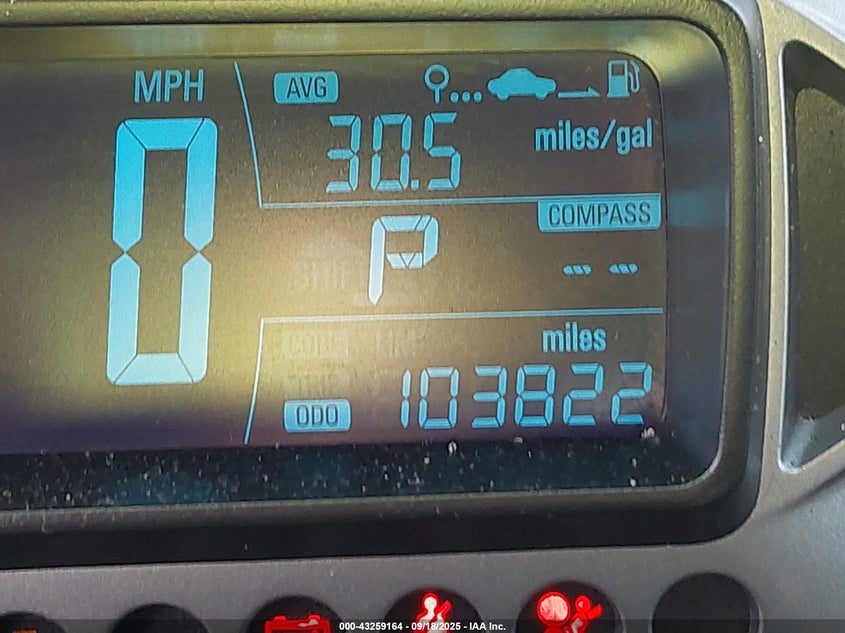 MPH
AVG
30.5
miles/gal
0
COMPASS
P
-- --
miles
ODO
103822
000-43259164 - 09/18/2025 - IAA Inc.